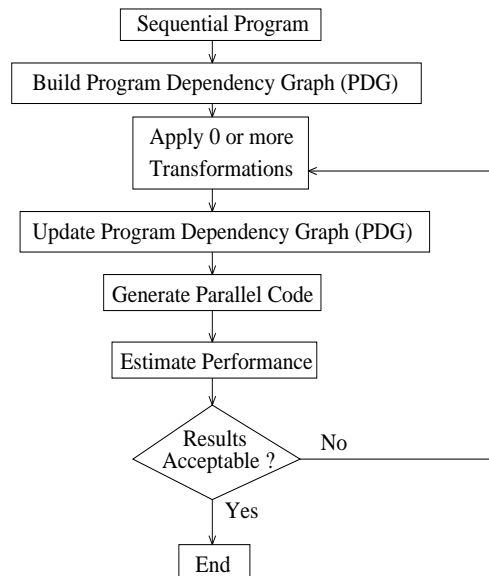 Sequential Program
Build Program Dependency Graph (PDG)
Apply 0 or more
Transformations
Update Program Dependency Graph (PDG)
Generate Parallel Code
Estimate Performance
Results
Acceptable ?
No
Yes
End